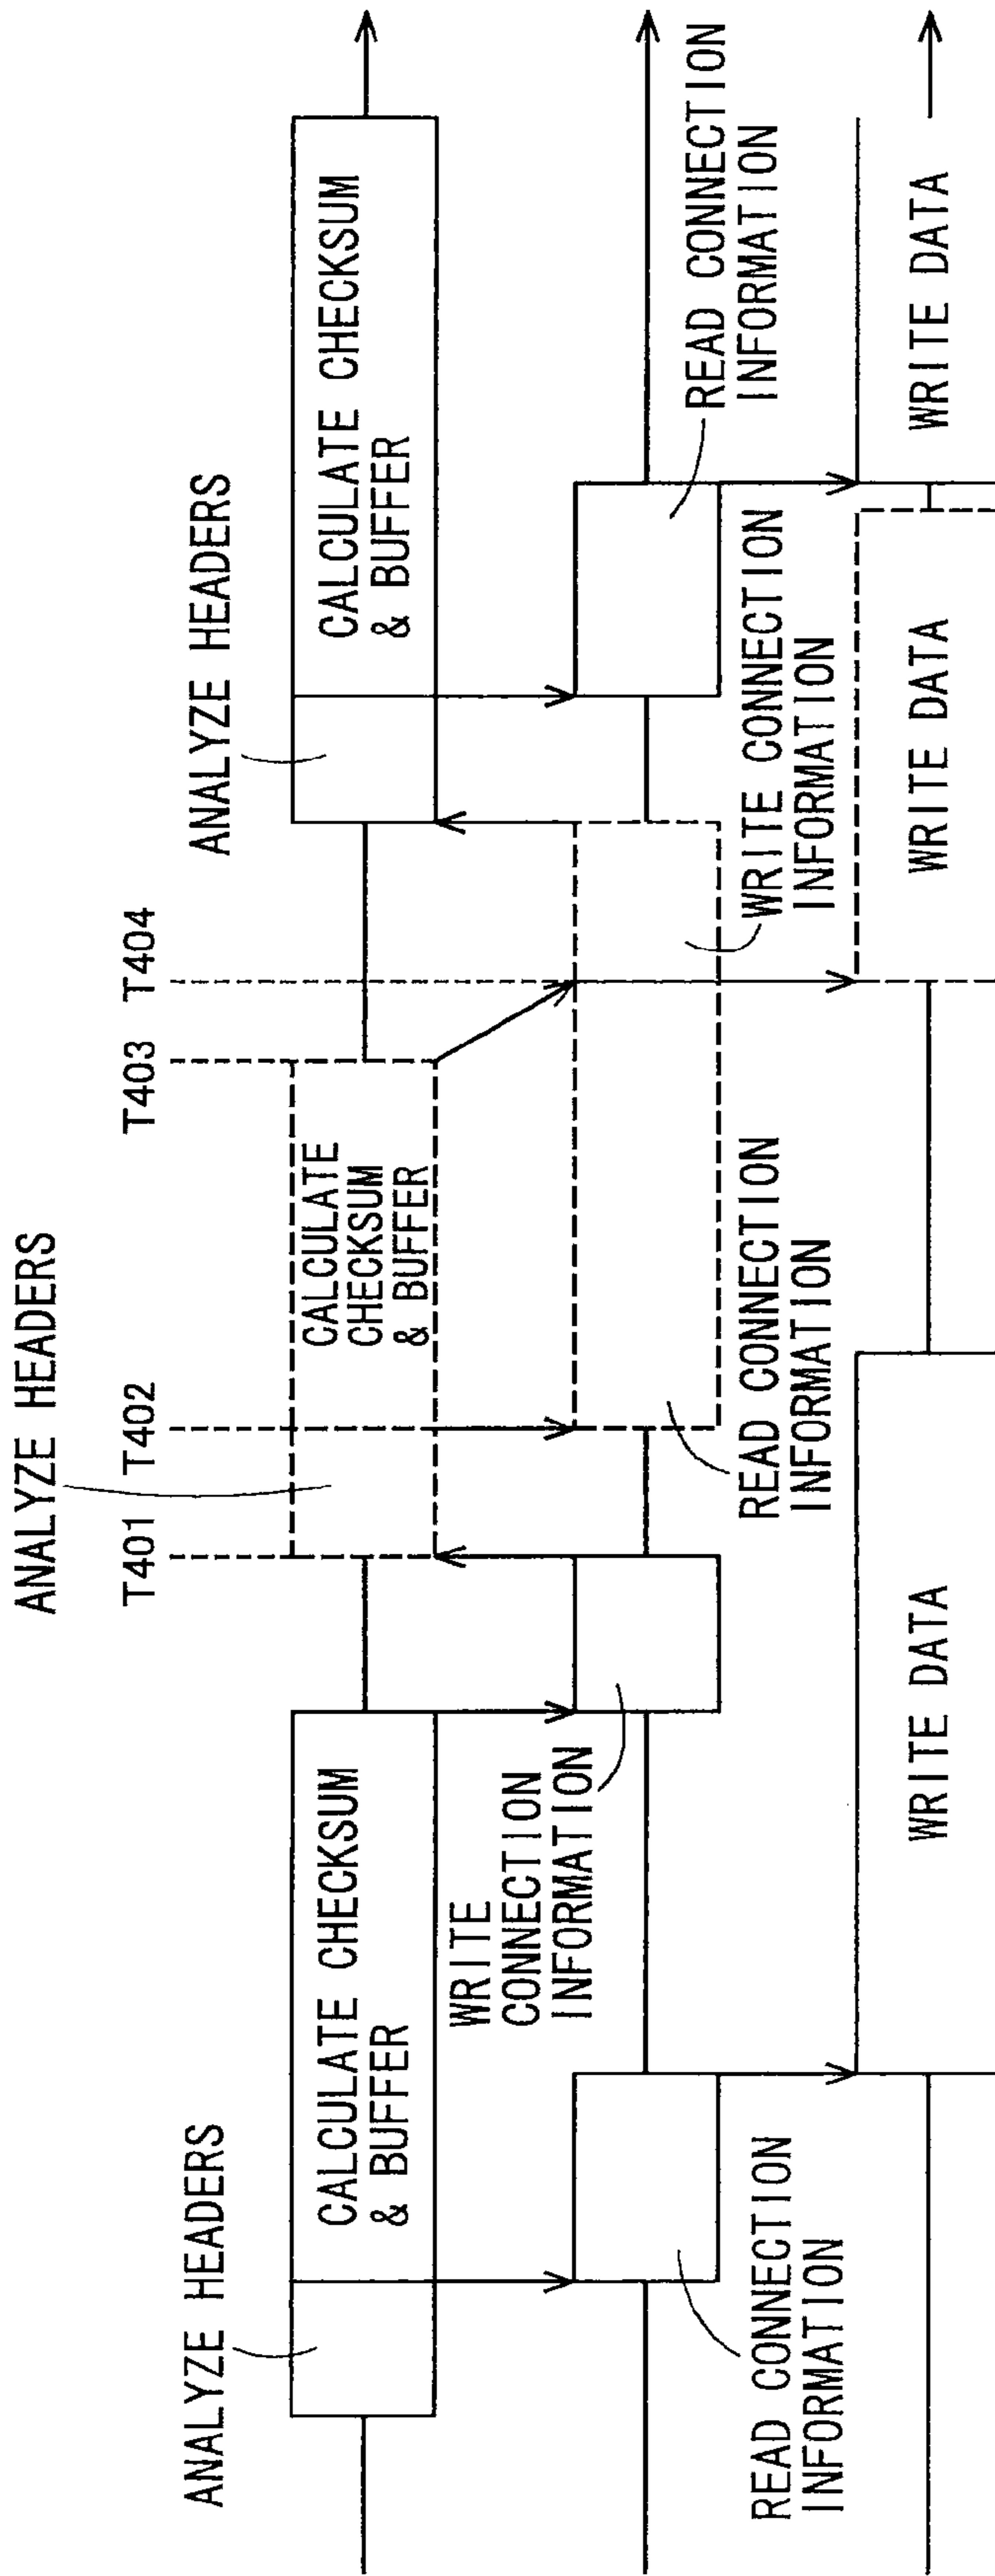 ANALYZE HEADERS
T401
T402
T403
T404
ANALYZE HEADERS
ANALYZE HEADERS
CALCULATE CHECKSUM
& BUFFER
CALCULATE
CHECKSUM
& BUFFER
CALCULATE CHECKSUM
& BUFFER
WRITE
CONNECTION
INFORMATION
READ CONNECTION
INFORMATION
READ CONNECTION
INFORMATION
WRITE CONNECTION
INFORMATION
READ CONNECTION
INFORMATION
WRITE DATA
WRITE DATA
WRITE DATA